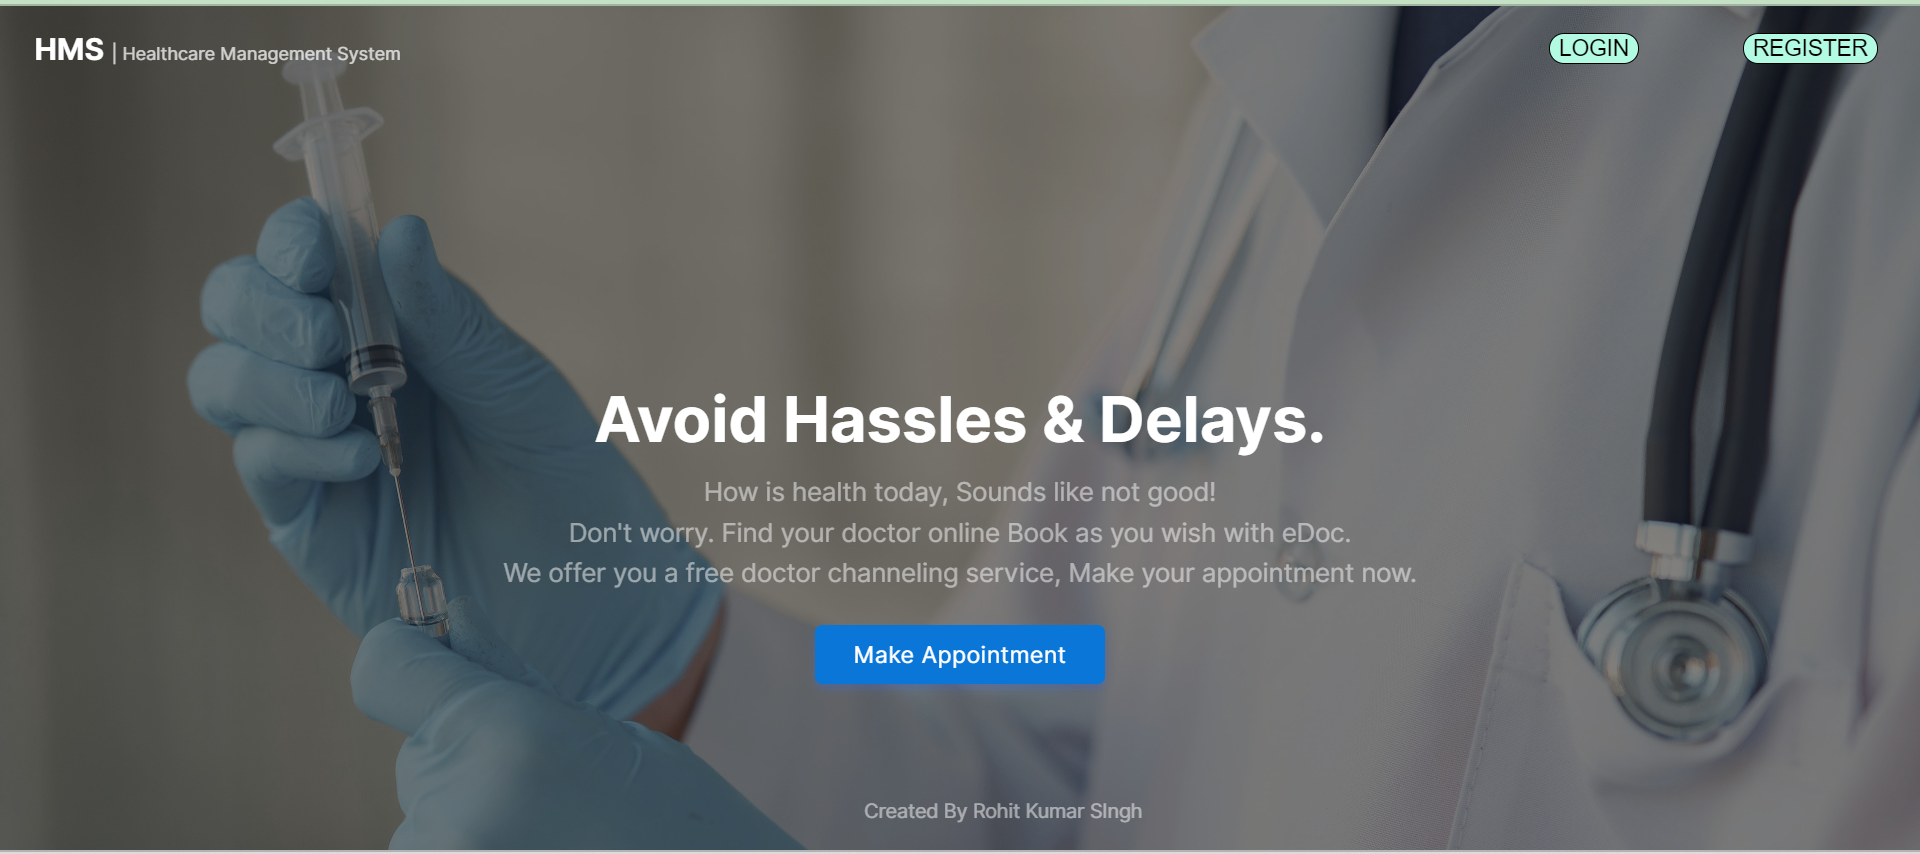 HMS | Healthcare Management System
LOGIN
REGISTER
Avoid Hassles & Delays.
How is health today, Sounds like not good!
Don't worry. Find your doctor online Book as you wish with eDoc.
We offer you a free doctor channeling service, Make your appointment now.
Make Appointment
Created By Rohit Kumar SIngh